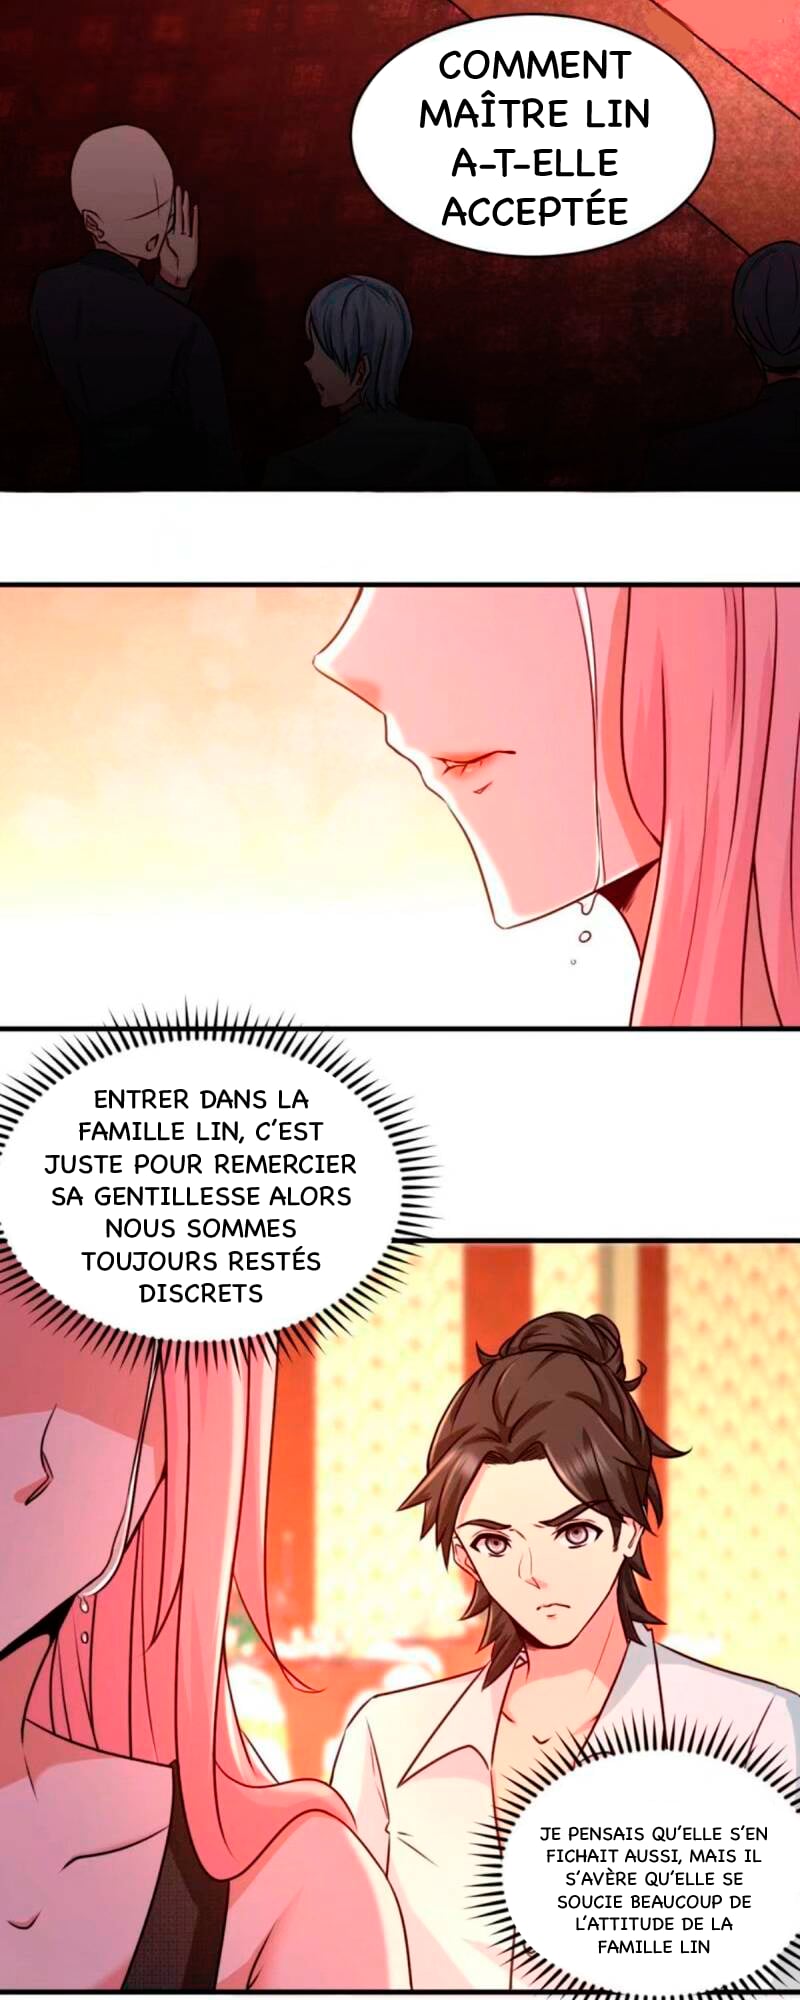 COMMENT
MAÎTRE LIN
A-T-ELLE
ACCEPTÉE
ENTRER DANS LA
FAMILLE LIN, C'EST
JUSTE POUR REMERCIER
SA GENTILLESSE ALORS
NOUS SOMMES
TOUJOURS RESTÉS
DISCRETS
JE PENSAIS QU'ELLE S'EN
FICHAIT AUSSI, MAIS IL
S'AVÈRE QU'ELLE SE
SOUCIE BEAUCOUP DE
L'ATTITUDE DE LA
FAMILLE LIN